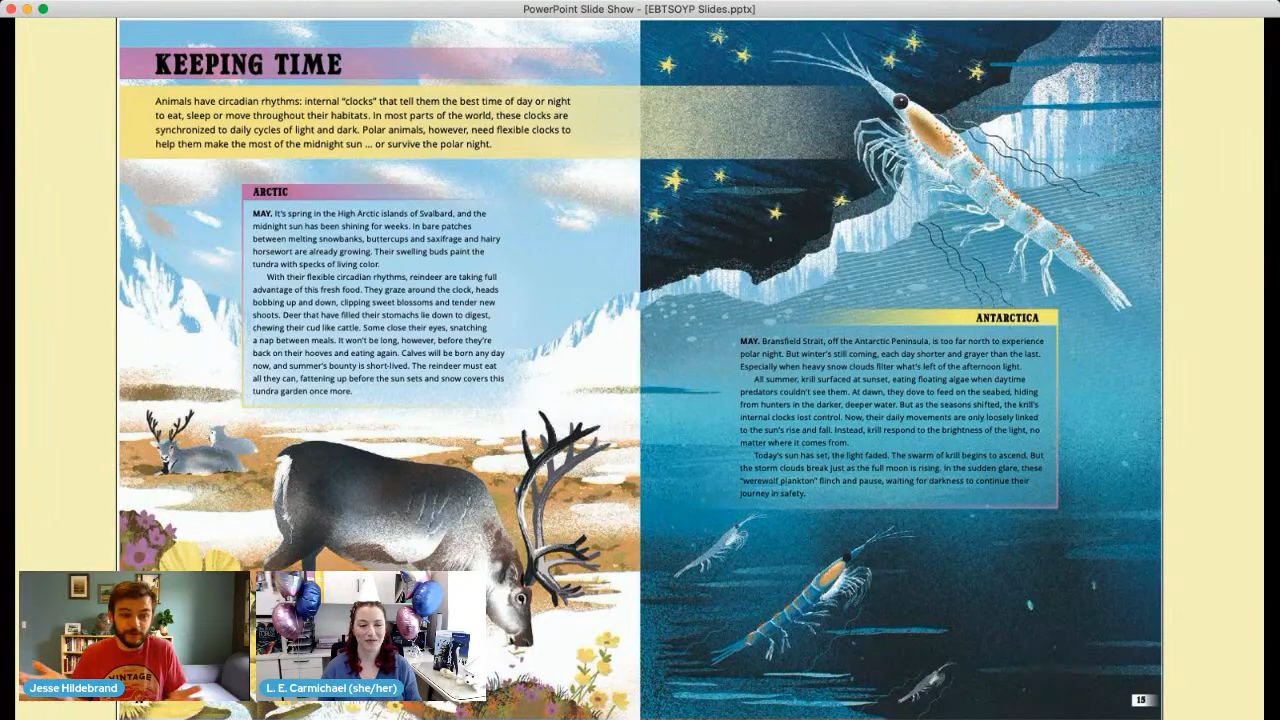 PowerPoint Slide Show - [EBTSOYP Slides.pptx]
KEEPING TIME
Animals have circadian rhythms: internal "clocks" that tell them the best time of day or night
to eat, sleep or move throughout their habitats. In most parts of the world, these clocks are
synchronized to daily cycles of light and dark. Polar animals, however, need flexible clocks to
help them make the most of the midnight sun ... or survive the polar night.
ARCTIC
MAY. It's spring in the High Arctic islands of Svalbard, and the
midnight sun has been shining for weeks. In bare patches
between melting snowbanks, buttercups and saxifrage and hairy
horsewort are already growing. Their swelling buds paint the
tundra with specks of living color.
With their flexible circadian rhythms, reindeer are taking full
advantage of this fresh food. They graze around the clock, heads
bobbing up and down, clipping sweet blossoms and tender new
shoots. Deer that have filled their stomachs lie down to digest,
chewing their cud like cattle. Some close their eyes, snatching
a nap between meals. It won't be long, however, before they're
back on their hooves and eating again. Calves will be born any day
now, and summer's bounty is short-lived. The reindeer must eat
all they can, fattening up before the sun sets and snow covers this
tundra garden once more.
ANTARCTICA
MAY. Bransfield Strait, off the Antarctic Peninsula, is too far north to experience
polar night. But winter's still coming, each day shorter and grayer than the last.
Especially when heavy snow clouds filter what's left of the afternoon light.
All summer, krill surfaced at sunset, eating floating algae when daytime
predators couldn't see them. At dawn, they dove to feed on the seabed, hiding
from hunters in the darker, deeper water. But as the seasons shifted, the krill's
internal clocks lost control. Now, their daily movements are only loosely linked
to the sun's rise and fall. Instead, krill respond to the brightness of the light, no
matter where it comes from.
Today's sun has set, the light faded. The swarm of krill begins to ascend. But
the storm clouds break just as the full moon is rising. In the sudden glare, these
"werewolf plankton" flinch and pause, waiting for darkness to continue their
journey in safety.
VINTAGE
Jesse Hildebrand
L. E. Carmichael (she/her)
15